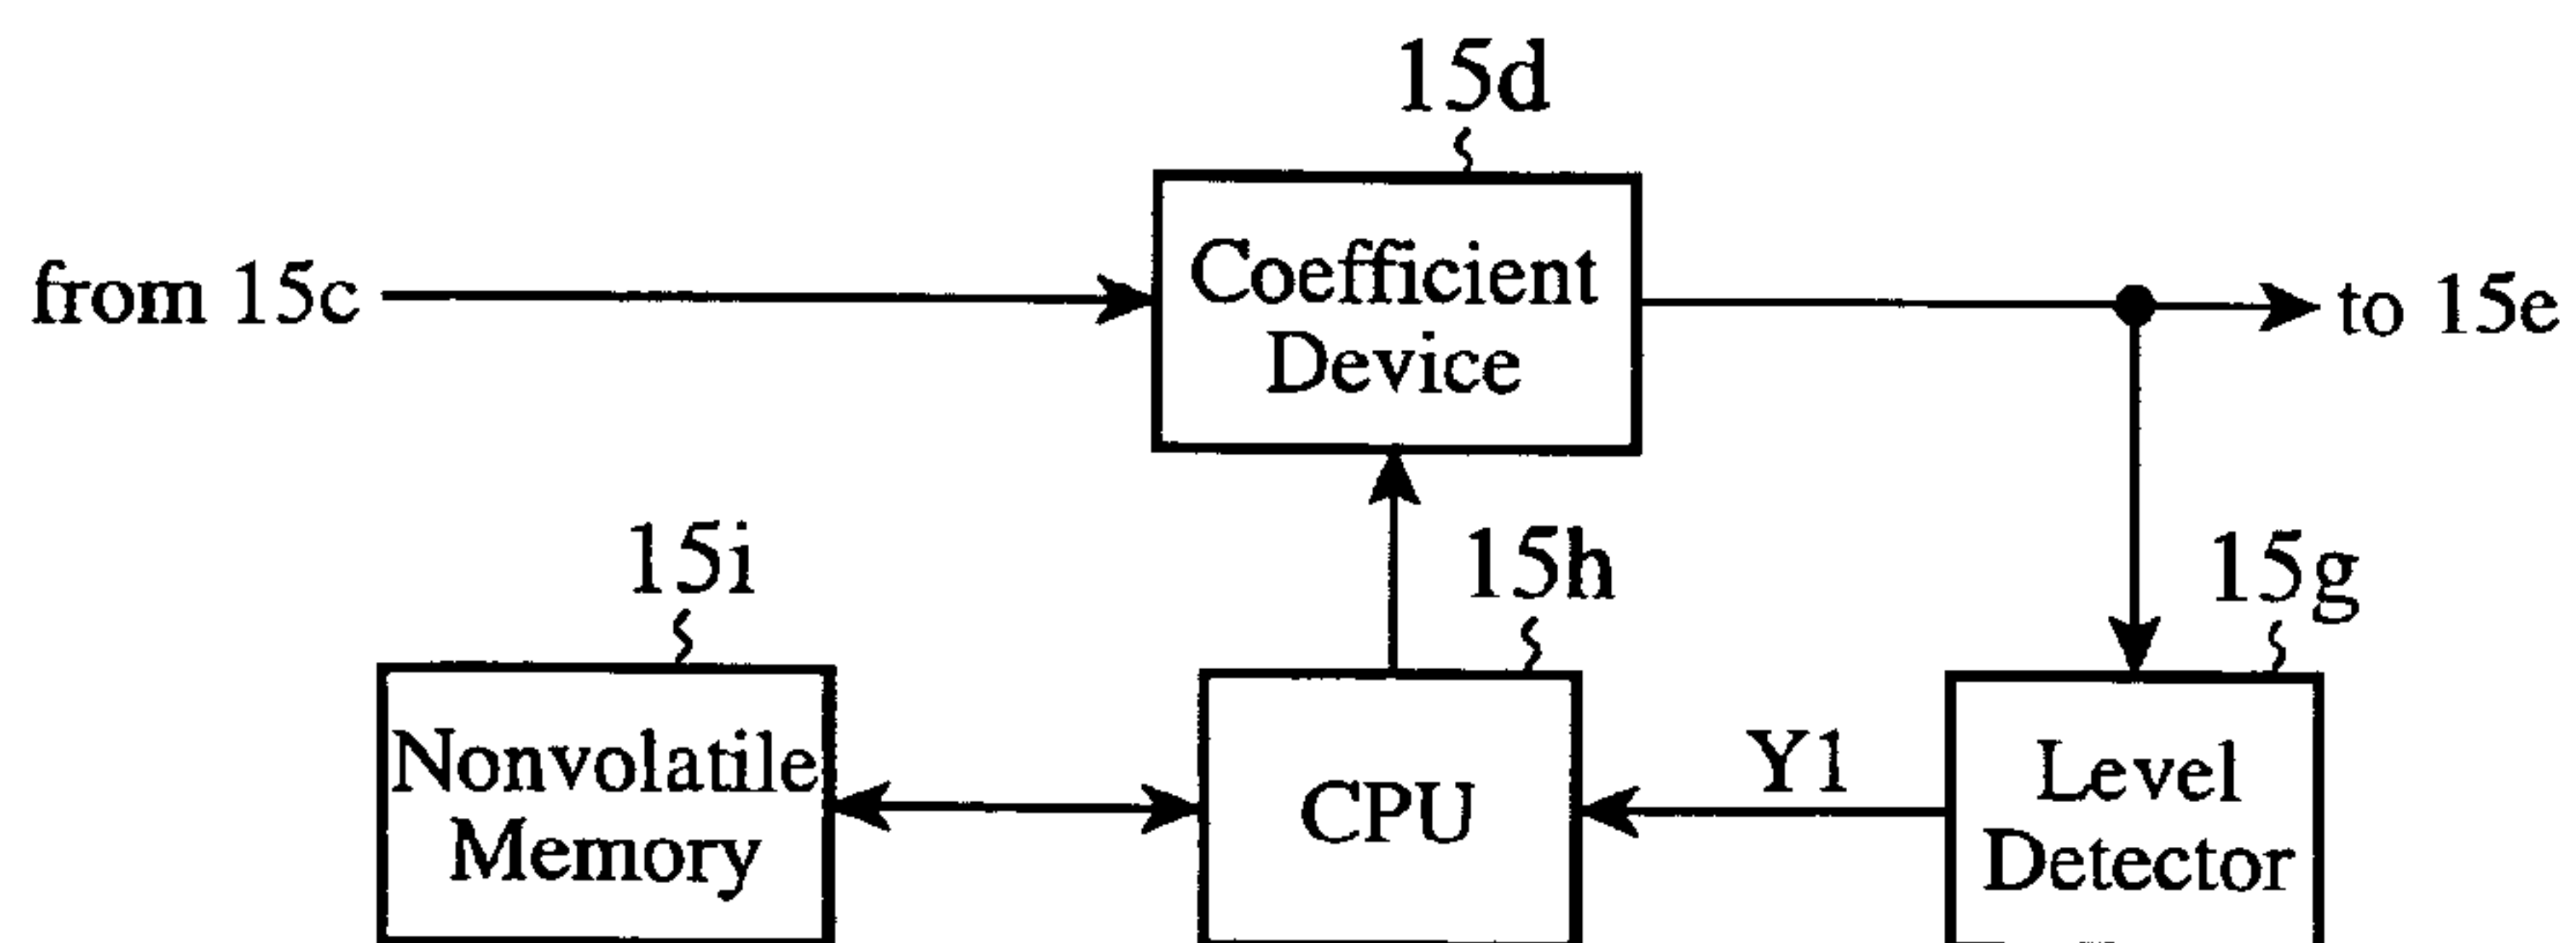 15d
from 15c
Coefficient
Device
to 15e
15i
15h
15g
Nonvolatile
Memory
CPU
Y1
Level
Detector